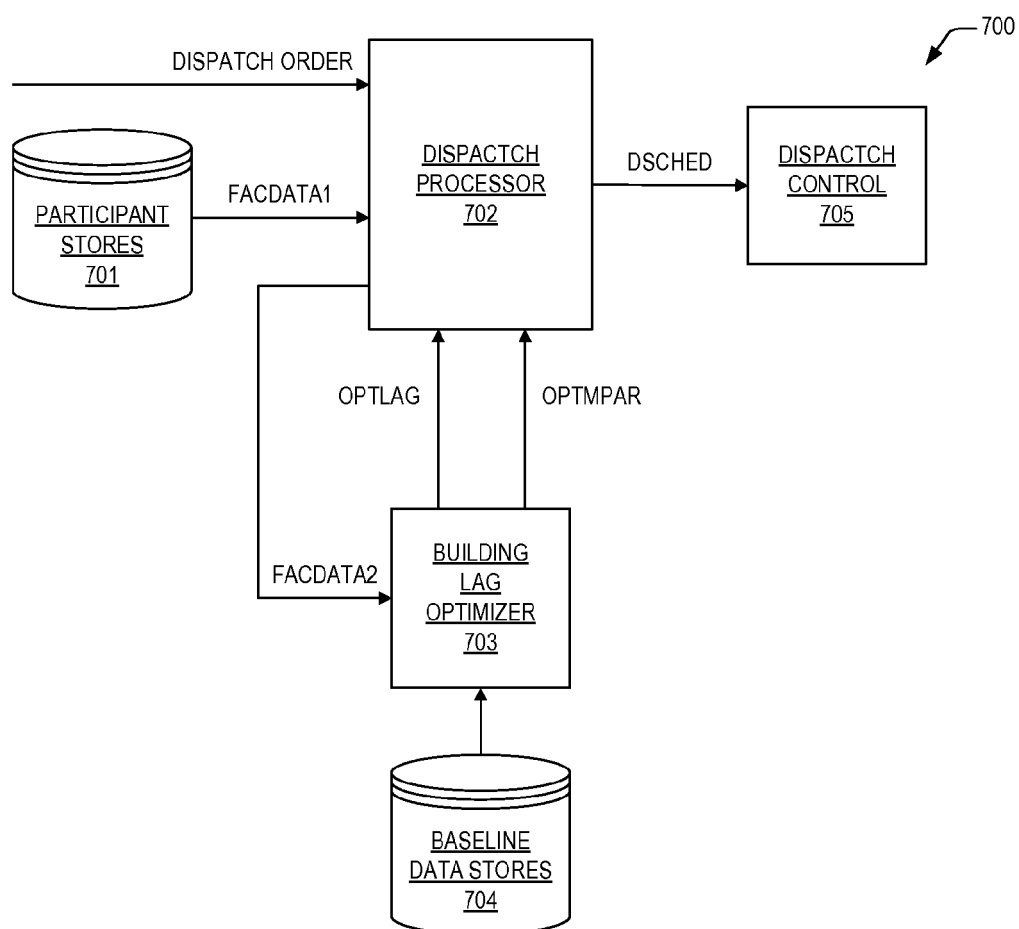 700
DISPATCH ORDER
PARTICIPANT
STORES
701
FACDATA1
DISPACTCH
PROCESSOR
702
DSCHED
DISPACTCH
CONTROL
705
OPTLAG
OPTMPAR
FACDATA2
BUILDING
LAG
OPTIMIZER
703
BASELINE
DATA STORES
704